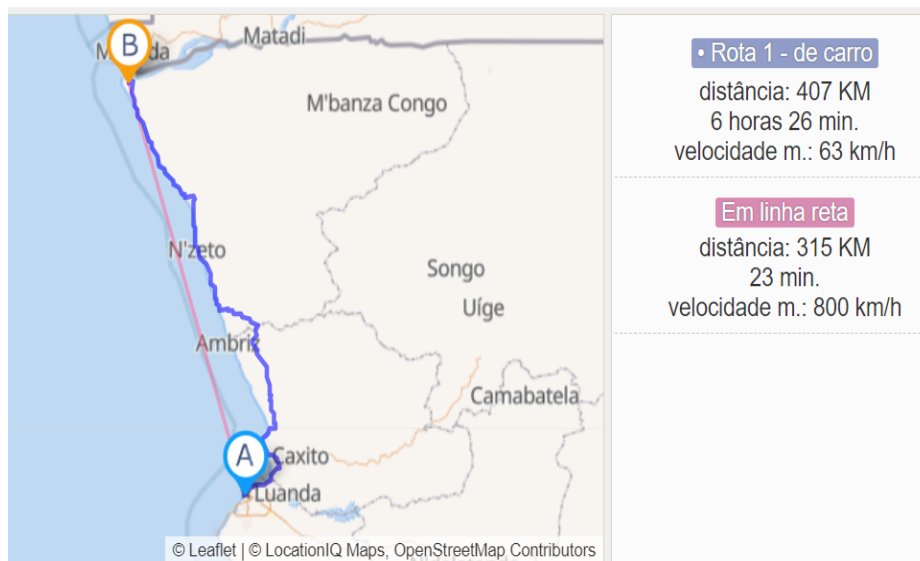 B
Matadi
M'banza Congo
N'zeto
Songo
Uíge
Ambriz
Camabatela
A
Caxito
Luanda
© Leaflet | © LocationIQ Maps, OpenStreetMap Contributors
• Rota 1 - de carro
distância: 407 KM
6 horas 26 min.
velocidade m.: 63 km/h
Em linha reta
distância: 315 KM
23 min.
velocidade m.: 800 km/h